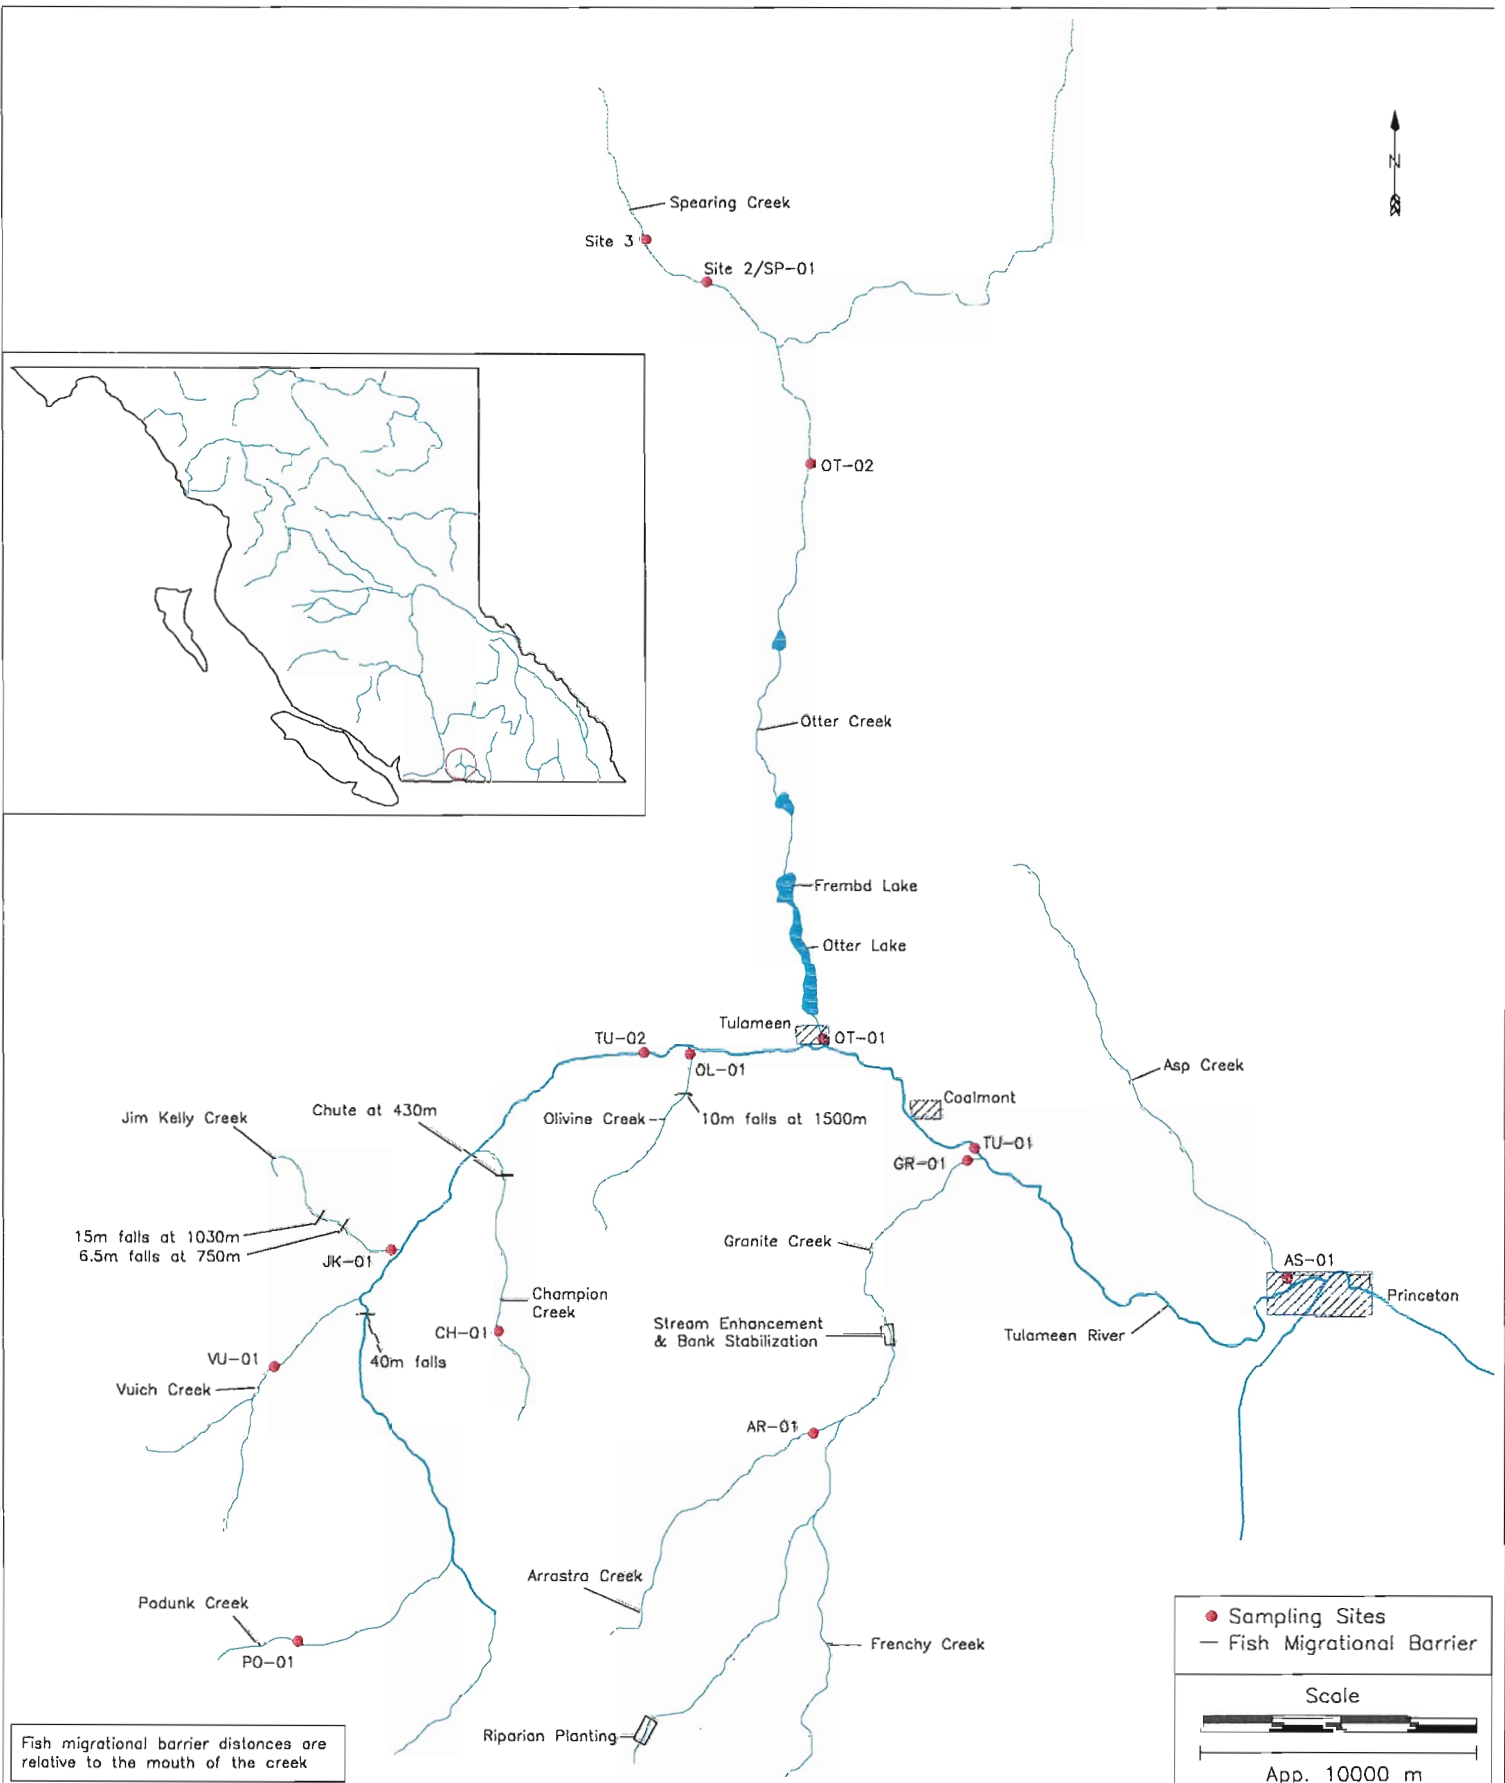 N
Spearing Creek
Site 3
Site 2/SP-01
OT-02
Otter Creek
Frembd Lake
Otter Lake
Tulameen
TU-02
OT-01
OL-01
Asp Creek
Coalmont
Chute at 430m
Jim Kelly Creek
Olivine Creek
10m falls at 1500m
TU-01
GR-01
15m falls at 1030m
6.5m falls at 750m
JK-01
Granite Creek
AS-01
Princeton
Champion
Creek
CH-01
Stream Enhancement
& Bank Stabilization
Tulameen River
40m falls
VU-01
Vuich Creek
AR-01
Arrastra Creek
Podunk Creek
PO-01
Frenchy Creek
Riparian Planting
Sampling Sites
Fish Migrational Barrier
Scale
App. 10000 m
Fish migrational barrier distances are
relative to the mouth of the creek